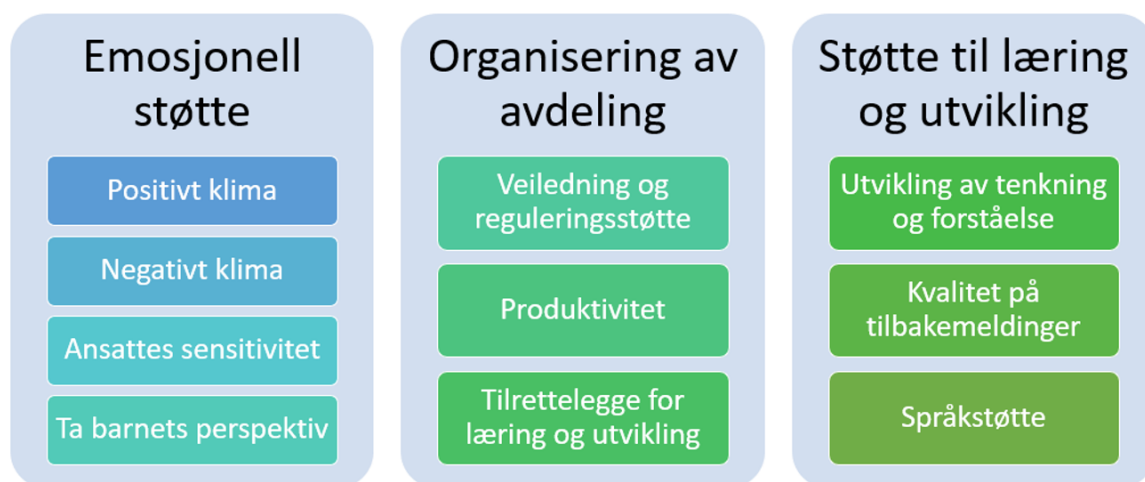 Emosjonell
støtte
Positivt klima
Negativt klima
Ansattes sensitivitet
Ta barnets perspektiv
Organisering av
avdeling
Veiledning og
reguleringsstøtte
Produktivitet
Tilrettelegge for
læring og utvikling
Støtte til læring
og utvikling
Utvikling av tenkning
og forståelse
Kvalitet på
tilbakemeldinger
Språkstøtte